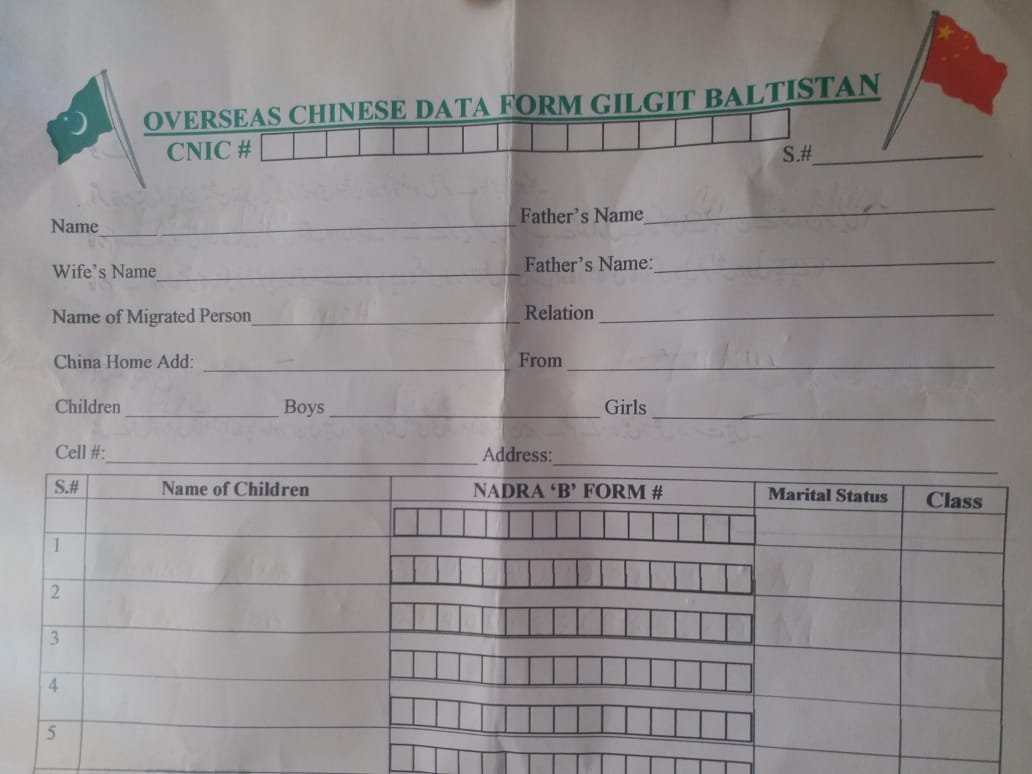 OVERSEAS CHINESE DATA FORM GILGIT BALTISTAN
CNIC #
S.#
Name Father's Name
Wife's Name Father's Name:
Name of Migrated Person Relation
China Home Add: From
Children Boys Girls
Cell #: Address:
S.# Name of Children NADRA 'B' FORM # Marital Status Class
1
2
3
4
5